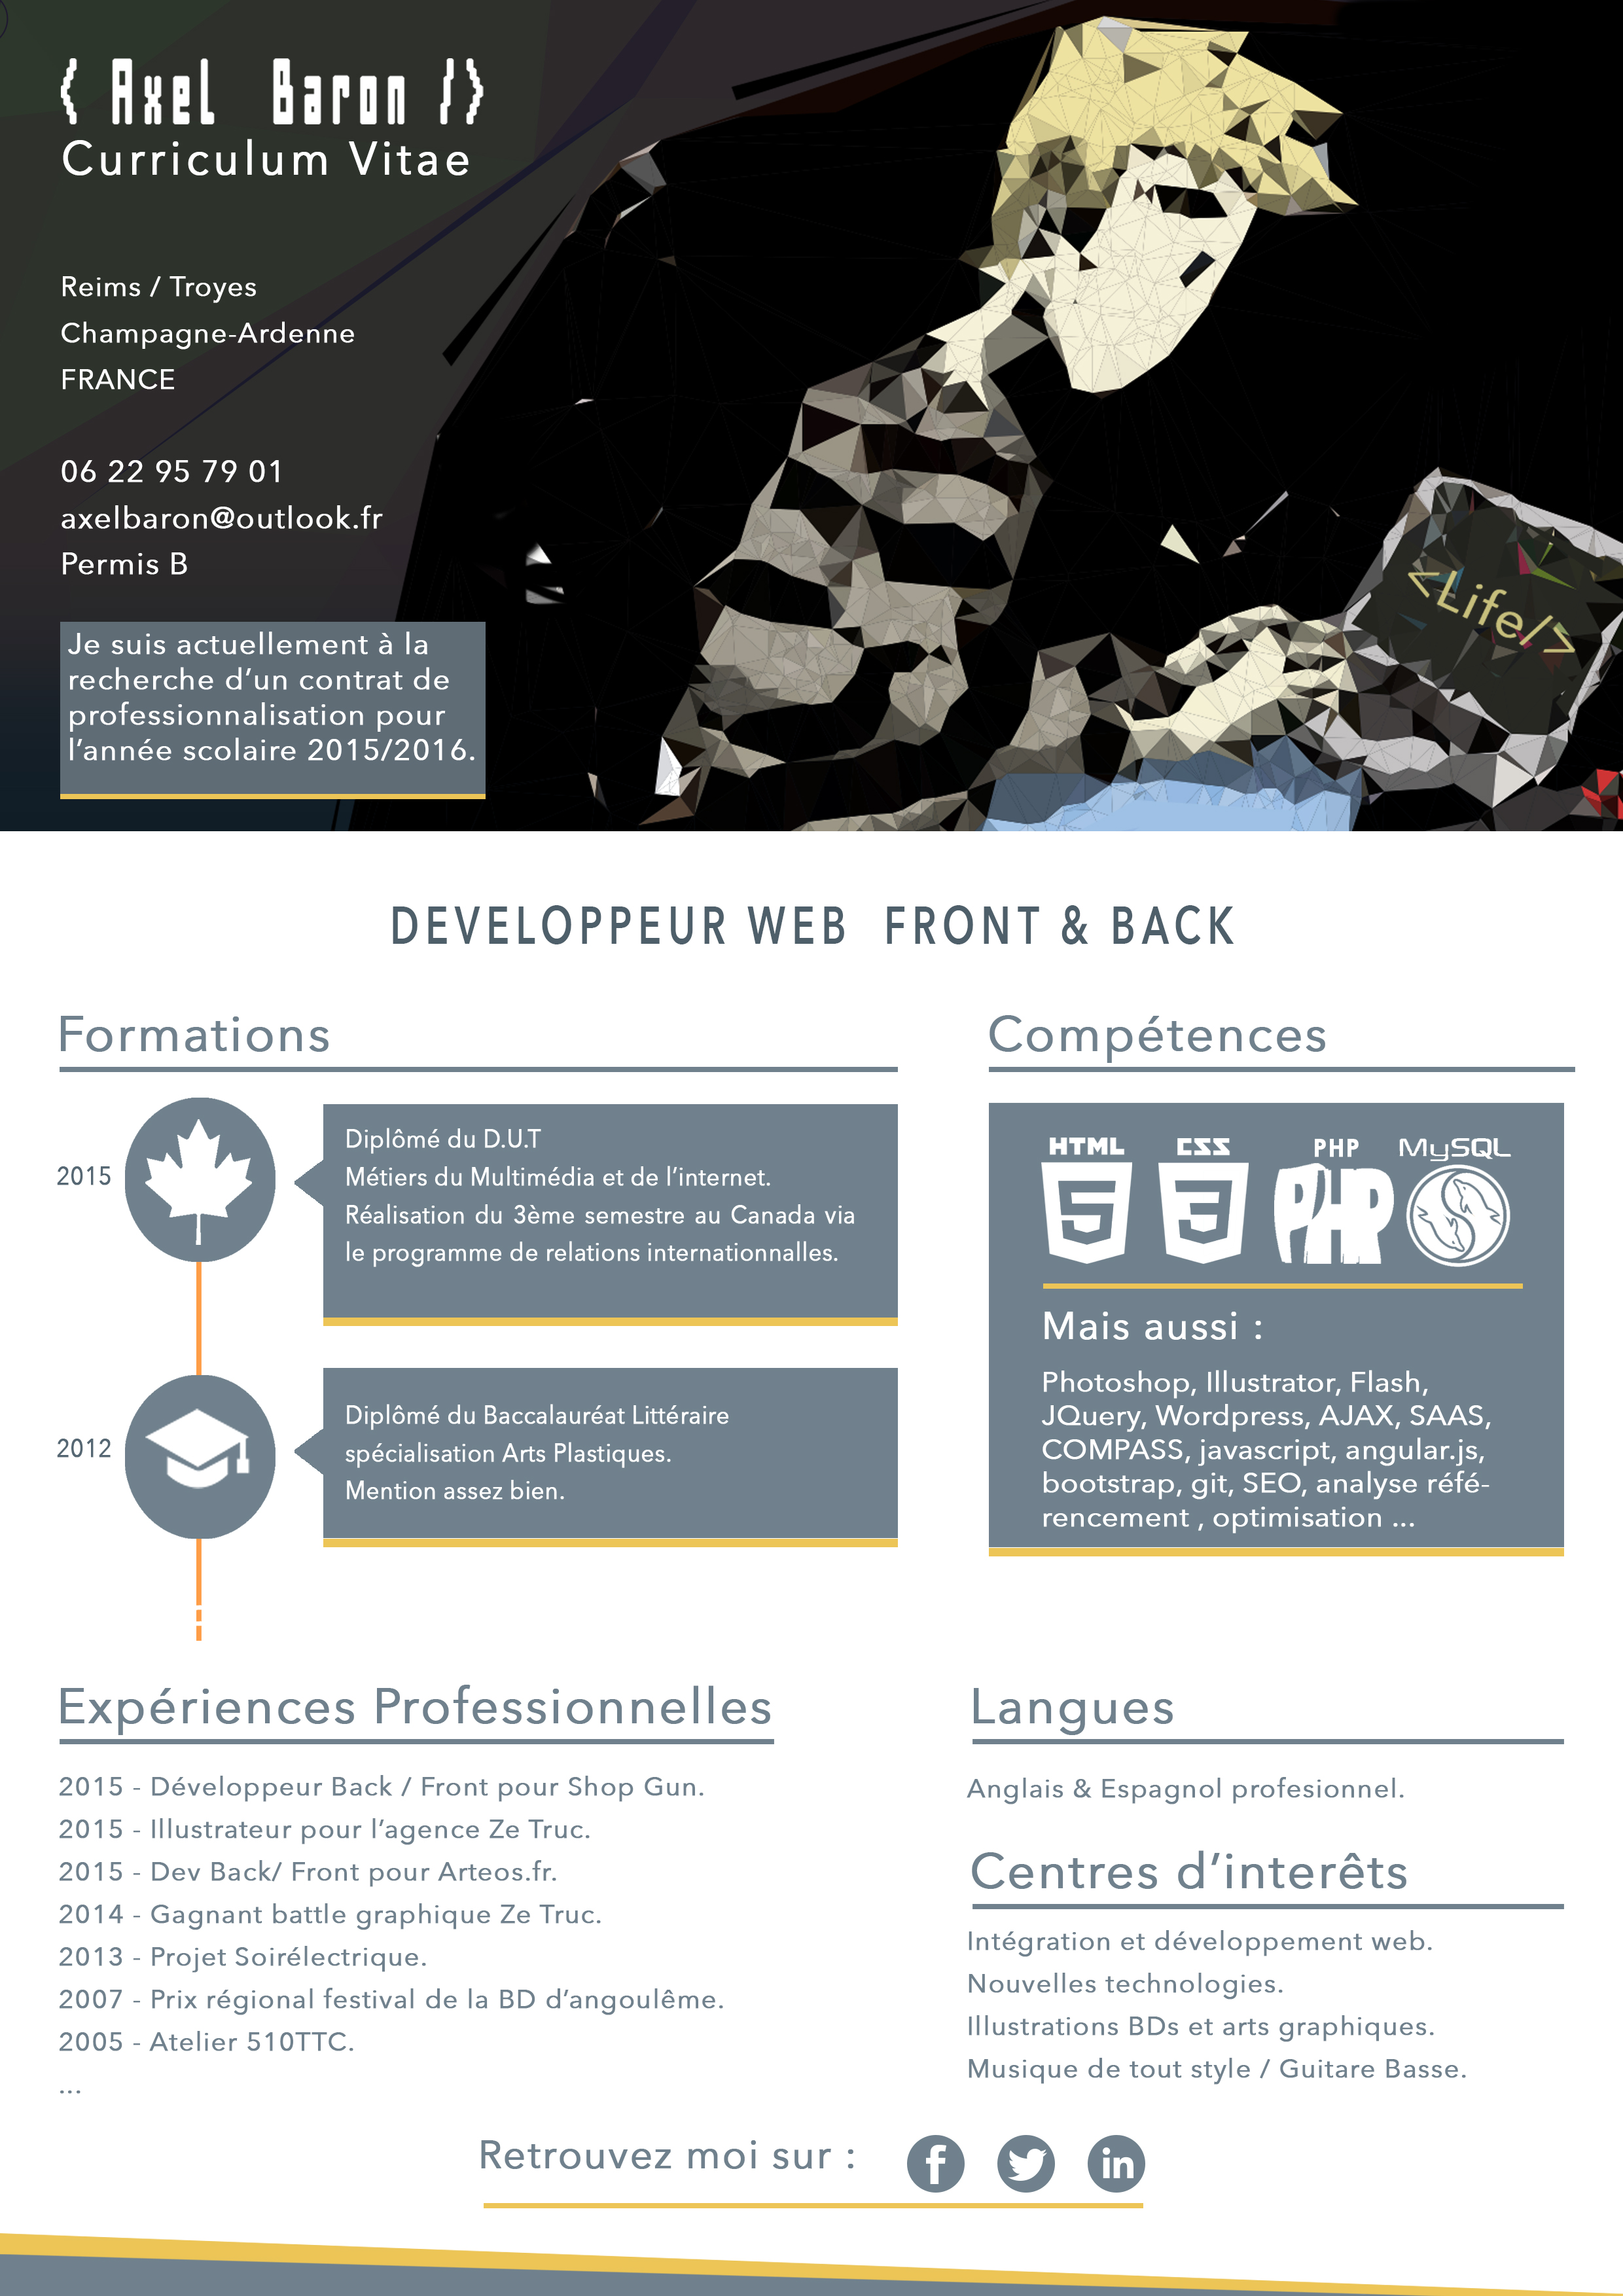 { Axel Baron /}
Curriculum Vitae
Reims / Troyes
Champagne-Ardenne
FRANCE
06 22 95 79 01
axelbaron@outlook.fr
Permis B
Je suis actuellement à la
recherche d’un contrat de
professionnalisation pour
l’année scolaire 2015/2016.
<Life/>
DEVELOPPEUR WEB FRONT & BACK
Formations
2015
Diplômé du D.U.T
Métiers du Multimédia et de l’internet.
Réalisation du 3ème semestre au Canada via
le programme de relations internationnalles.
2012
Diplômé du Baccalauréat Littéraire
spécialisation Arts Plastiques.
Mention assez bien.
Compétences
HTML CSS PHP MySQL
5 3 PHP
Mais aussi :
Photoshop, Illustrator, Flash,
JQuery, Wordpress, AJAX, SAAS,
COMPASS, javascript, angular.js,
bootstrap, git, SEO, analyse réfé-
rencement , optimisation ...
Expériences Professionnelles
2015 - Développeur Back / Front pour Shop Gun.
2015 - Illustrateur pour l’agence Ze Truc.
2015 - Dev Back/ Front pour Arteos.fr.
2014 - Gagnant battle graphique Ze Truc.
2013 - Projet Soirélectrique.
2007 - Prix régional festival de la BD d’angoulême.
2005 - Atelier 510TTC.
...
Langues
Anglais & Espagnol profesionnel.
Centres d’interêts
Intégration et développement web.
Nouvelles technologies.
Illustrations BDs et arts graphiques.
Musique de tout style / Guitare Basse.
Retrouvez moi sur :
f in